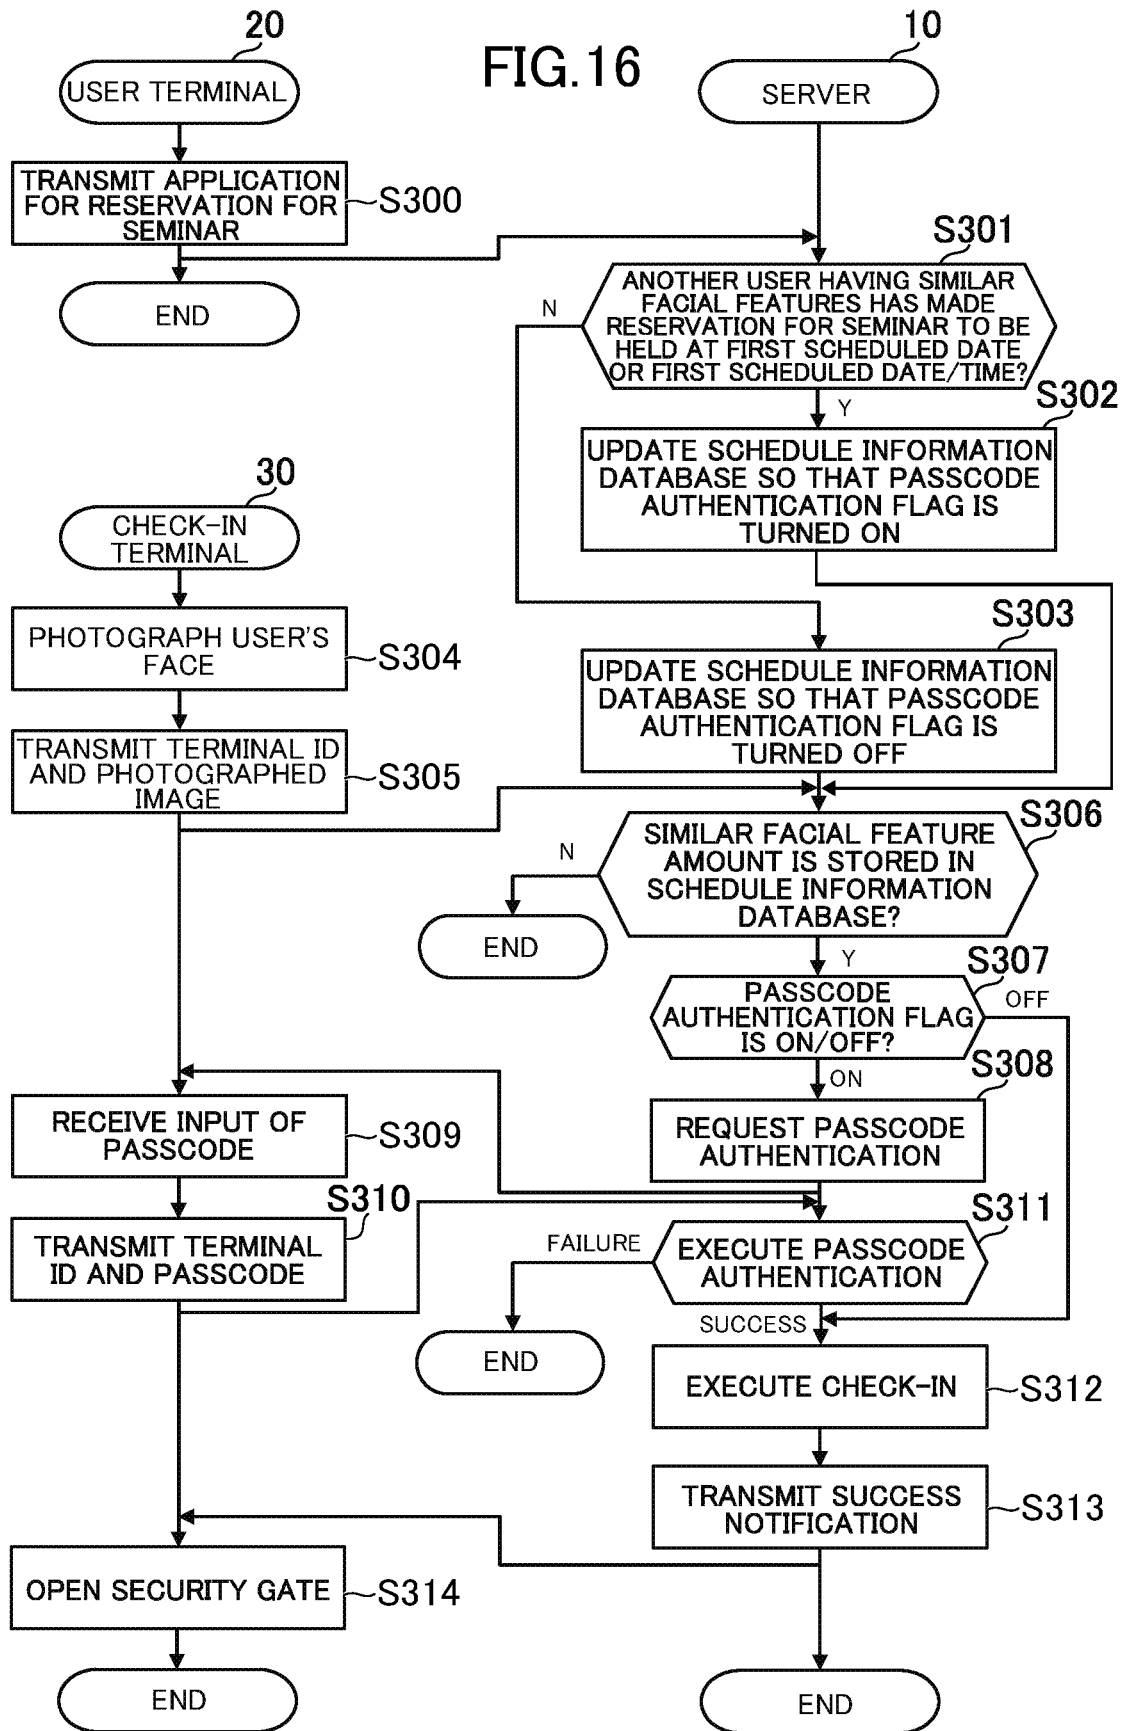 FIG.16
20
USER TERMINAL
TRANSMIT APPLICATION
FOR RESERVATION FOR
SEMINAR
S300
END
10
SERVER
S301
ANOTHER USER HAVING SIMILAR
FACIAL FEATURES HAS MADE
RESERVATION FOR SEMINAR TO BE
HELD AT FIRST SCHEDULED DATE
OR FIRST SCHEDULED DATE/TIME?
N
Y
S302
UPDATE SCHEDULE INFORMATION
DATABASE SO THAT PASSCODE
AUTHENTICATION FLAG IS
TURNED ON
30
CHECK-IN
TERMINAL
PHOTOGRAPH USER'S
FACE
S304
TRANSMIT TERMINAL ID
AND PHOTOGRAPHED
IMAGE
S305
S303
UPDATE SCHEDULE INFORMATION
DATABASE SO THAT PASSCODE
AUTHENTICATION FLAG IS
TURNED OFF
S306
SIMILAR FACIAL FEATURE
AMOUNT IS STORED IN
SCHEDULE INFORMATION
DATABASE?
N
END
Y
S307
PASSCODE
AUTHENTICATION FLAG
IS ON/OFF?
OFF
ON
S308
REQUEST PASSCODE
AUTHENTICATION
RECEIVE INPUT OF
PASSCODE
S309
S310
TRANSMIT TERMINAL
ID AND PASSCODE
S311
EXECUTE PASSCODE
AUTHENTICATION
FAILURE
END
SUCCESS
EXECUTE CHECK-IN
S312
TRANSMIT SUCCESS
NOTIFICATION
S313
OPEN SECURITY GATE
S314
END
END